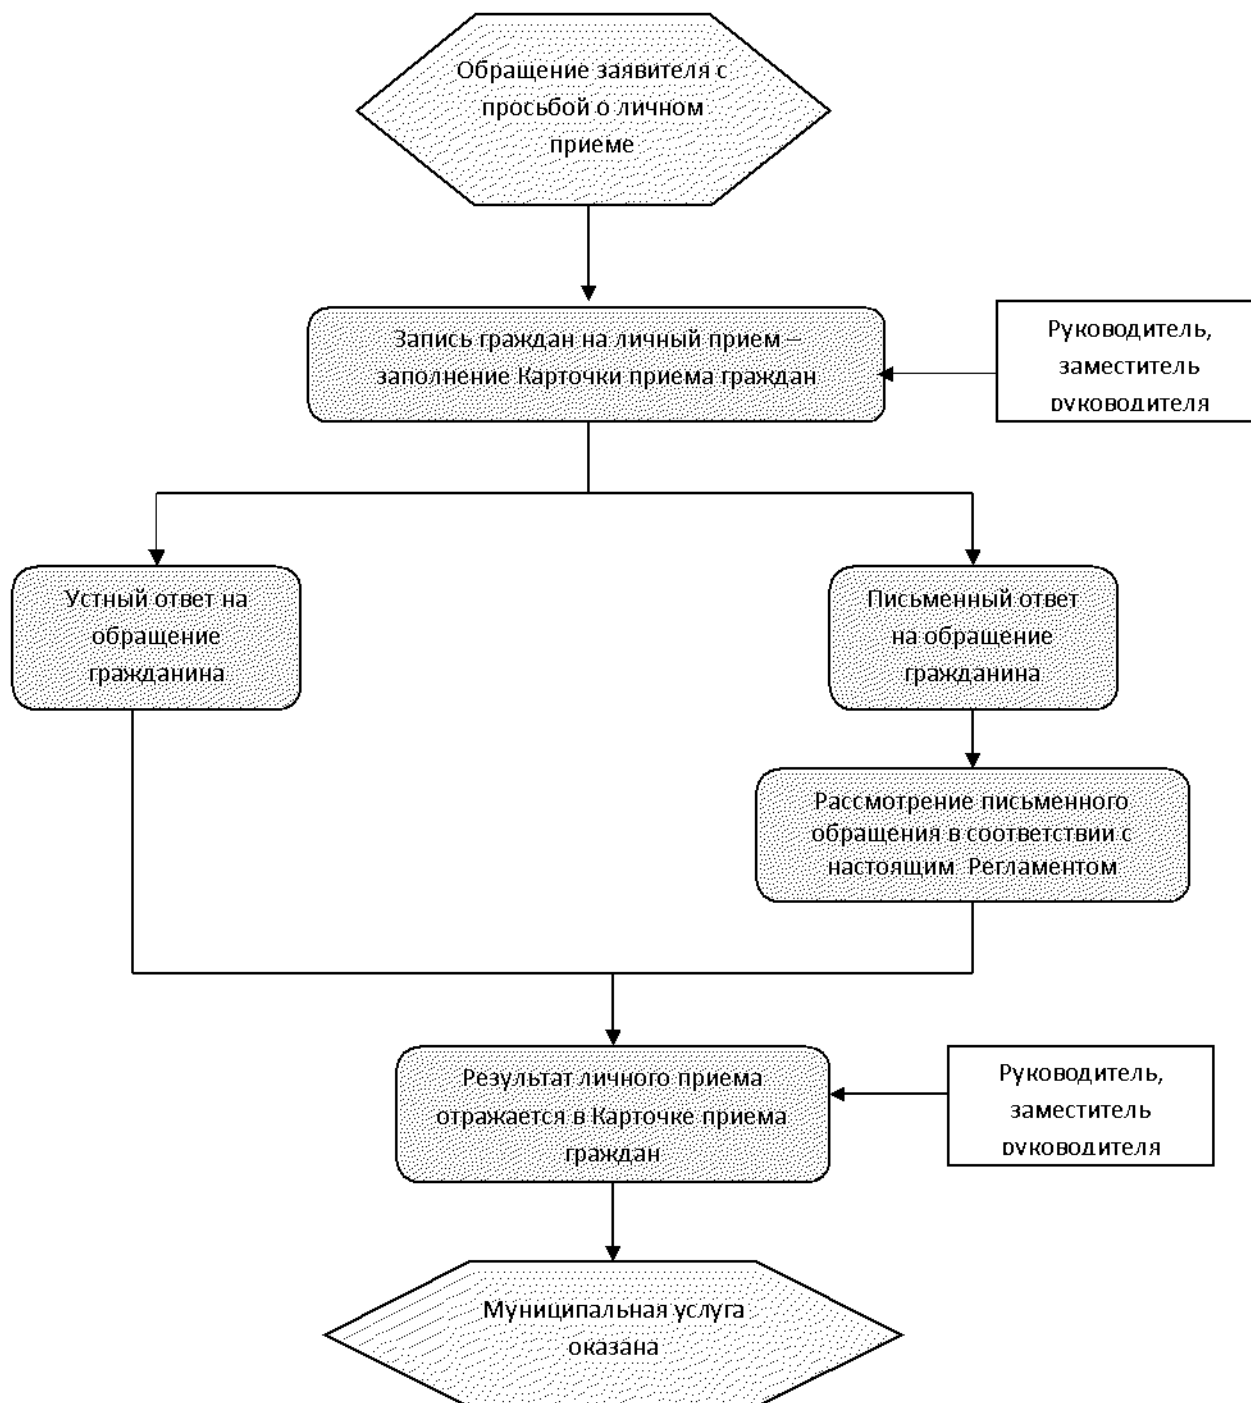 Обращение заявителя с
просьбой о личном
приеме
Запись граждан на личный прием –
заполнение Карточки приема граждан
Руководитель,
заместитель
руководителя
Устный ответ на
обращение
гражданина
Письменный ответ
на обращение
гражданина
Рассмотрение письменного
обращения в соответствии с
настоящим Регламентом
Результат личного приема
отражается в Карточке приема
граждан
Руководитель,
заместитель
руководителя
Муниципальная услуга
оказана